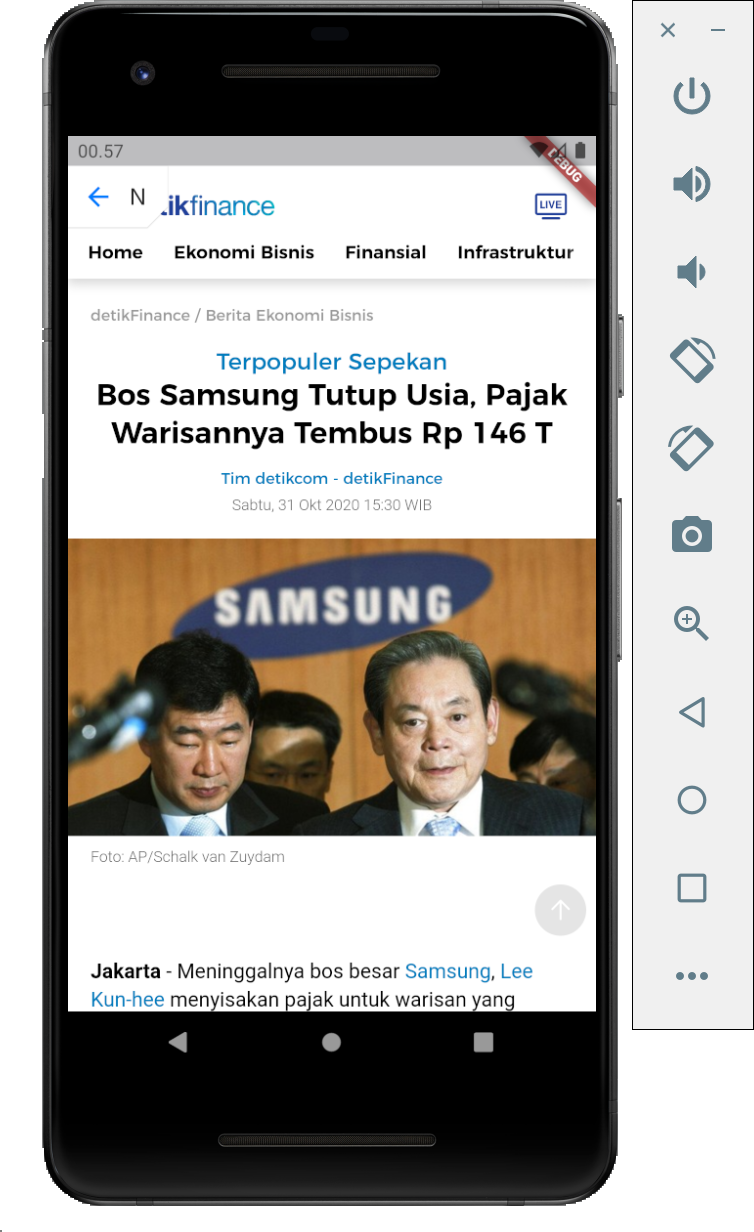 00.57
DEBUG
N
.ikfinance
LIVE
Home Ekonomi Bisnis Finansial Infrastruktur
detikFinance / Berita Ekonomi Bisnis
Terpopuler Sepekan
Bos Samsung Tutup Usia, Pajak
Warisannya Tembus Rp 146 T
Tim detikcom - detikFinance
Sabtu, 31 Okt 2020 15:30 WIB
SAMSUNG
Foto: AP/Schalk van Zuydam
Jakarta - Meninggalnya bos besar Samsung, Lee
Kun-hee menyisakan pajak untuk warisan yang